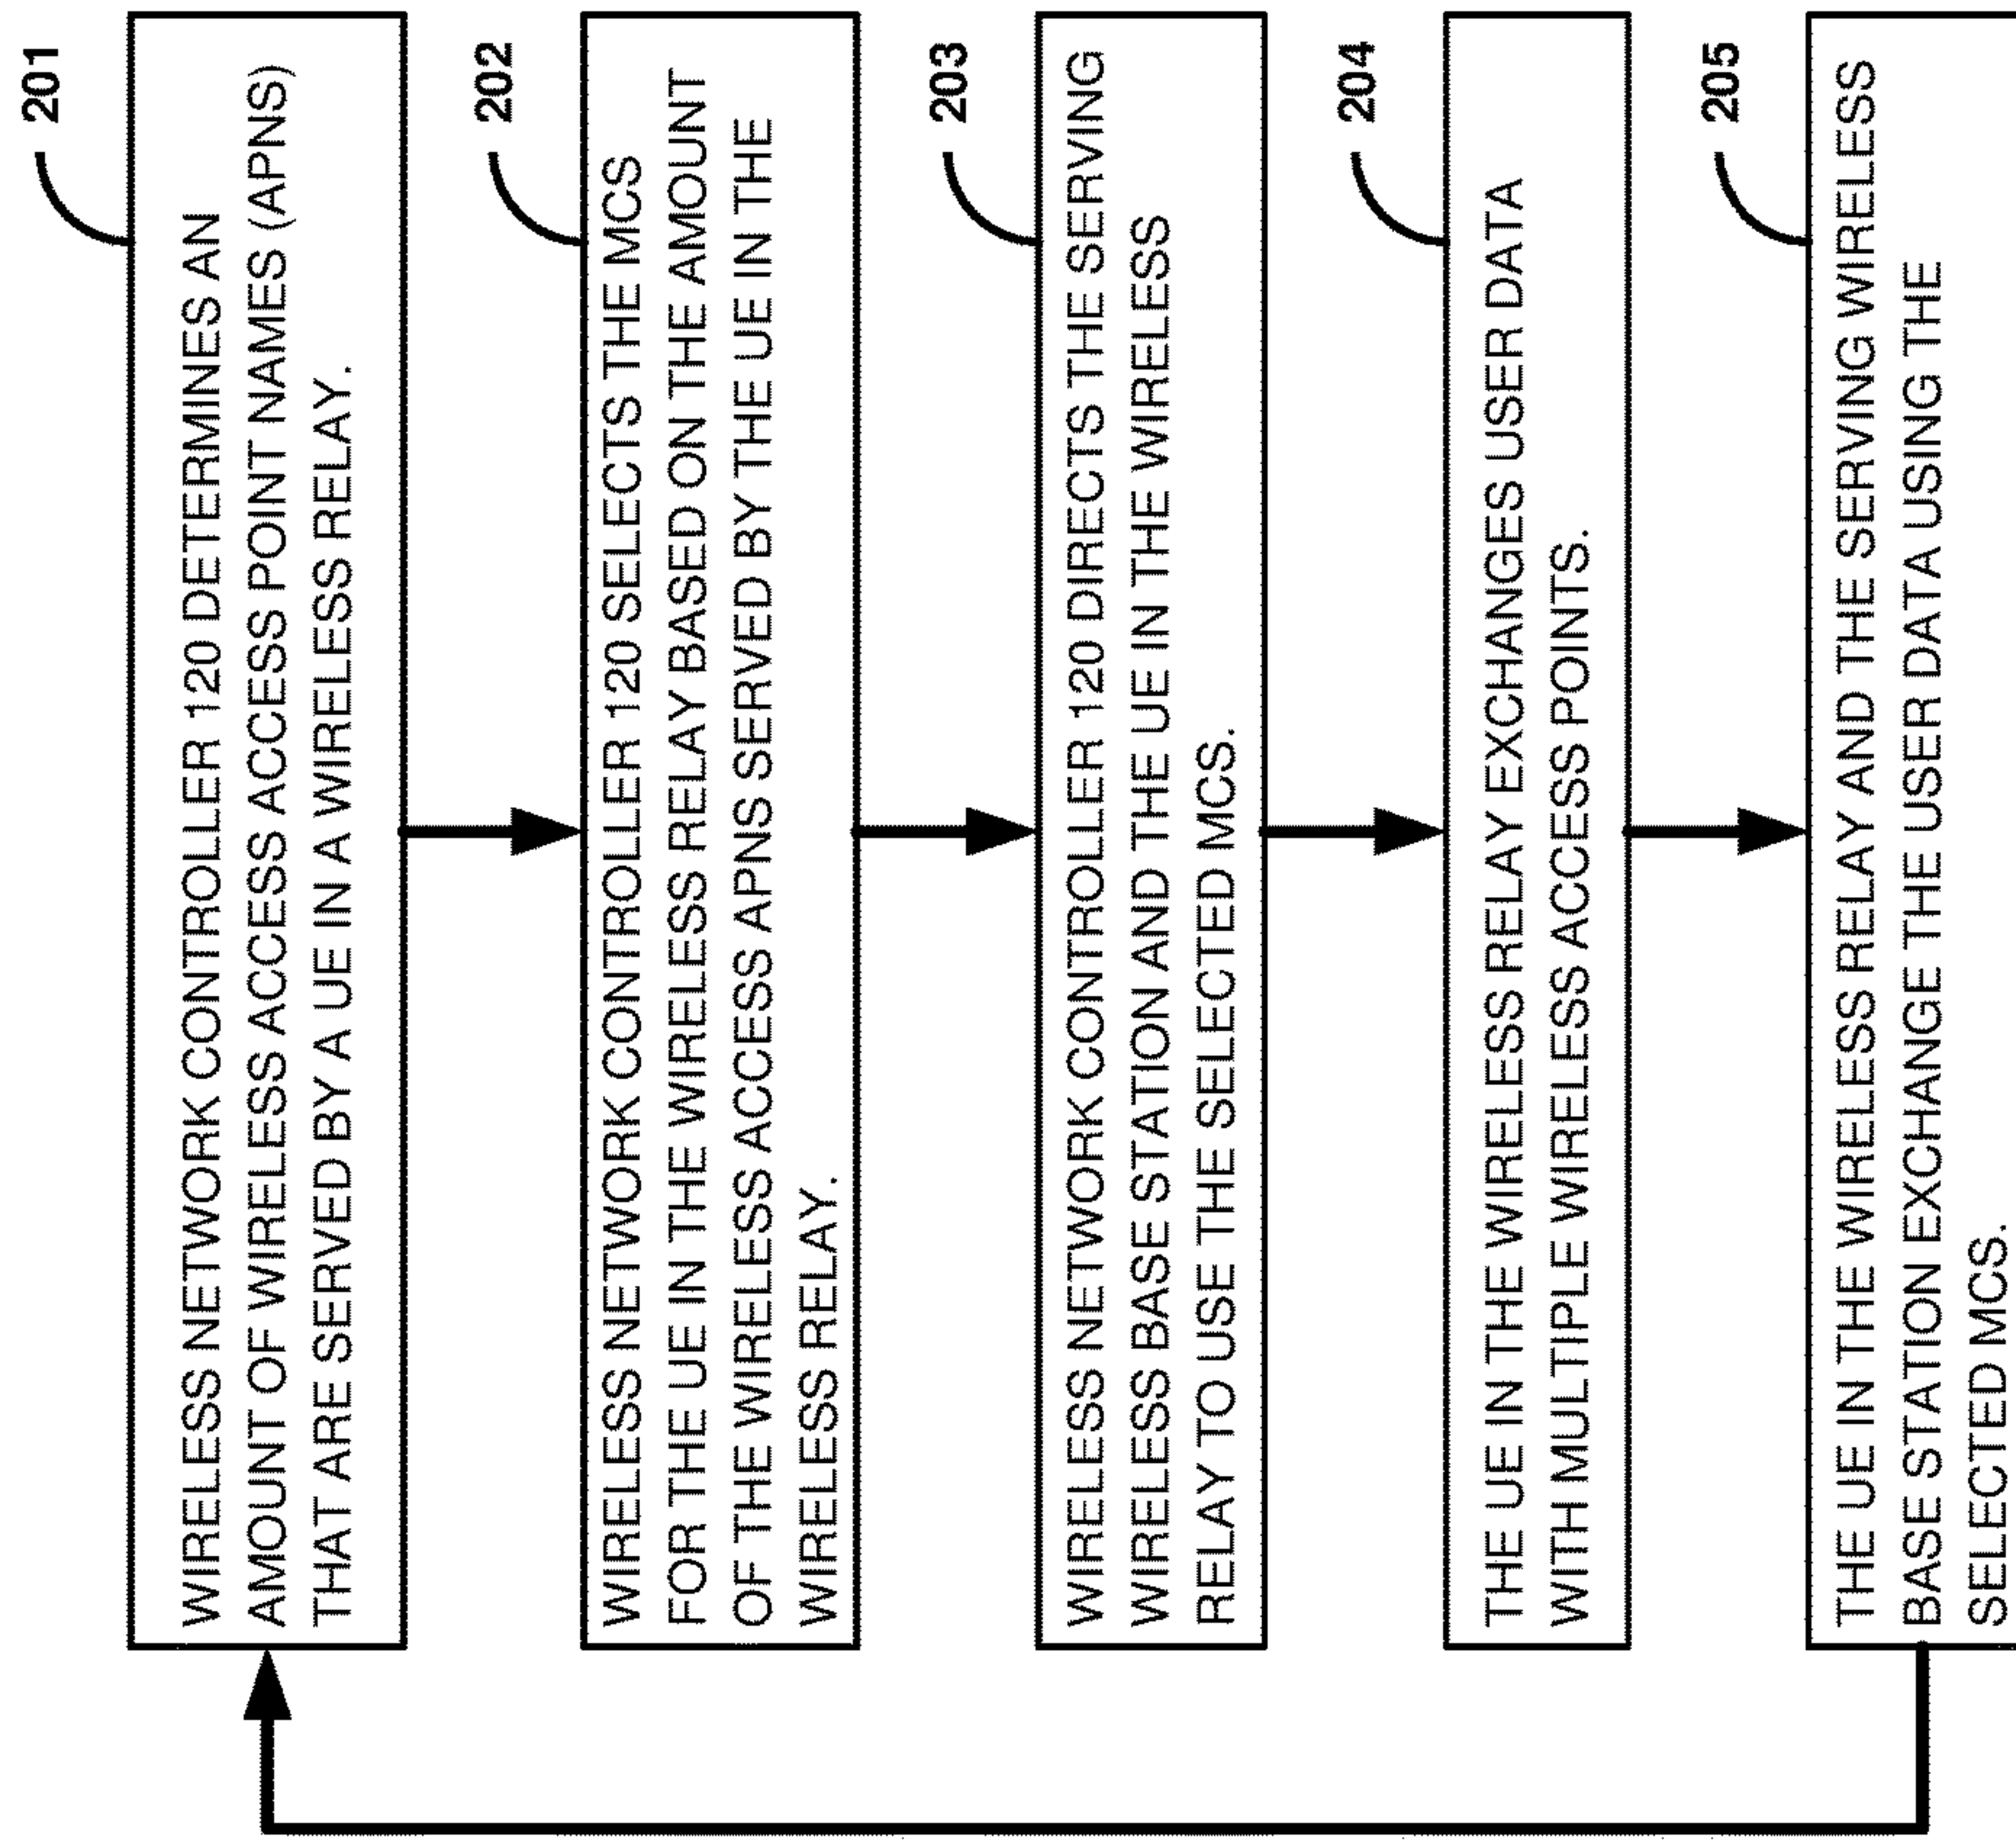 201
WIRELESS NETWORK CONTROLLER 120 DETERMINES AN
AMOUNT OF WIRELESS ACCESS ACCESS POINT NAMES (APNS)
THAT ARE SERVED BY A UE IN A WIRELESS RELAY.
202
WIRELESS NETWORK CONTROLLER 120 SELECTS THE MCS
FOR THE UE IN THE WIRELESS RELAY BASED ON THE AMOUNT
OF THE WIRELESS ACCESS APNS SERVED BY THE UE IN THE
WIRELESS RELAY.
203
WIRELESS NETWORK CONTROLLER 120 DIRECTS THE SERVING
WIRELESS BASE STATION AND THE UE IN THE WIRELESS
RELAY TO USE THE SELECTED MCS.
204
THE UE IN THE WIRELESS RELAY EXCHANGES USER DATA
WITH MULTIPLE WIRELESS ACCESS POINTS.
205
THE UE IN THE WIRELESS RELAY AND THE SERVING WIRELESS
BASE STATION EXCHANGE THE USER DATA USING THE
SELECTED MCS.